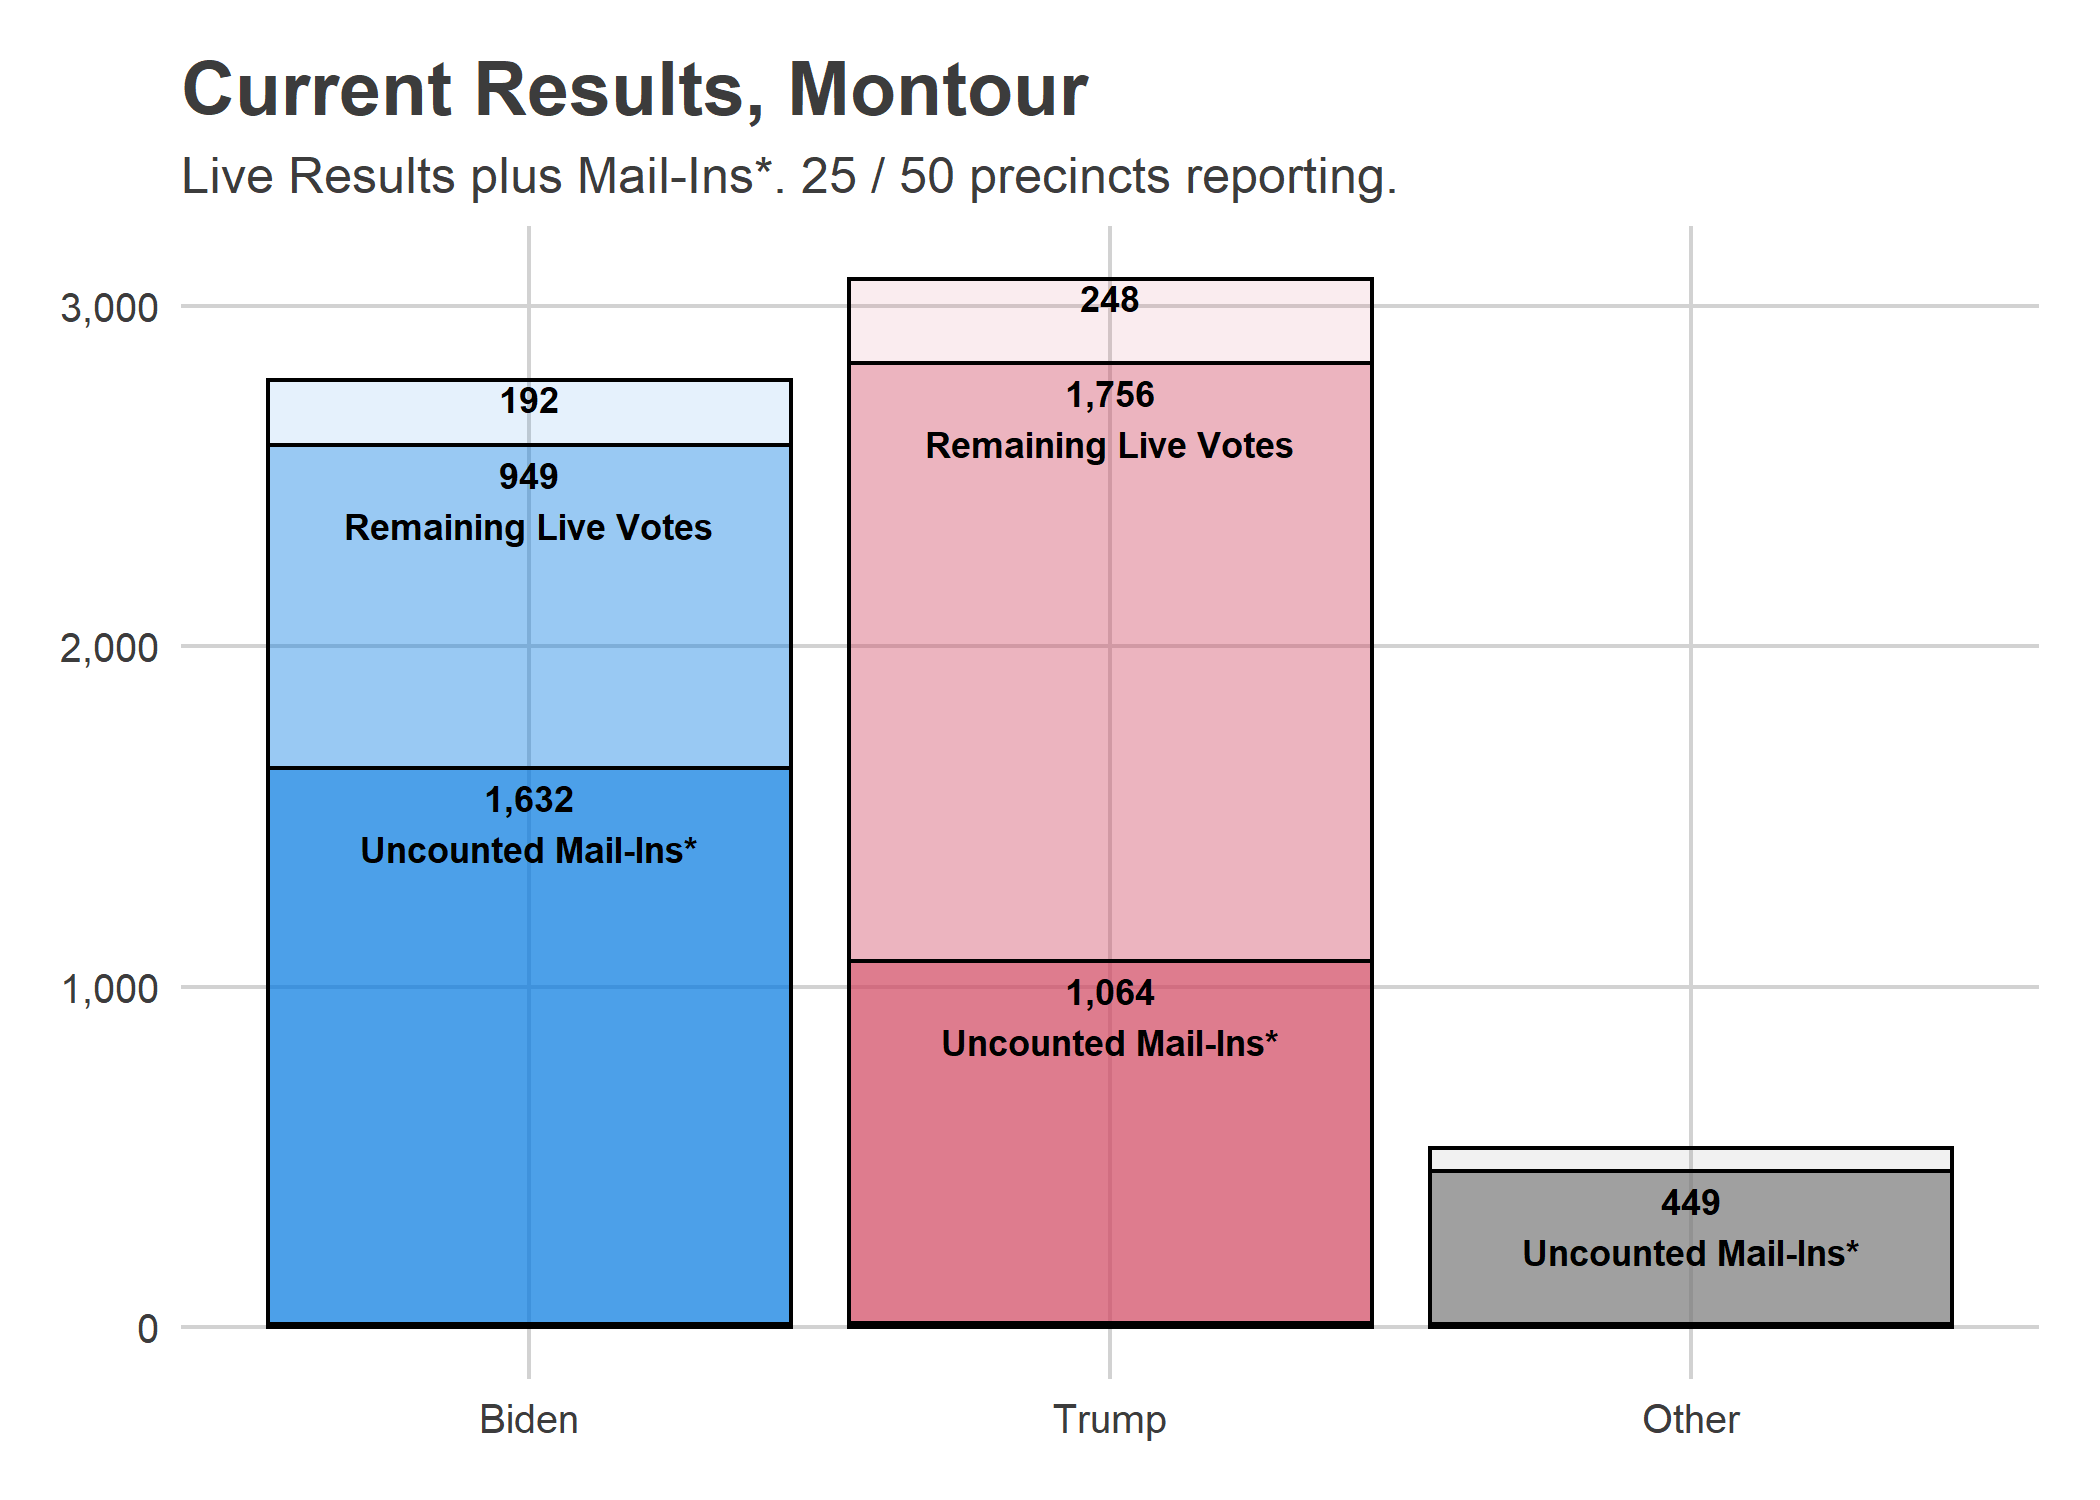 Current Results, Montour
Live Results plus Mail-Ins*. 25 / 50 precincts reporting.
3,000
2,000
1,000
0
192
949
Remaining Live Votes
1,632
Uncounted Mail-Ins*
248
1,756
Remaining Live Votes
1,064
Uncounted Mail-Ins*
449
Uncounted Mail-Ins*
Biden
Trump
Other